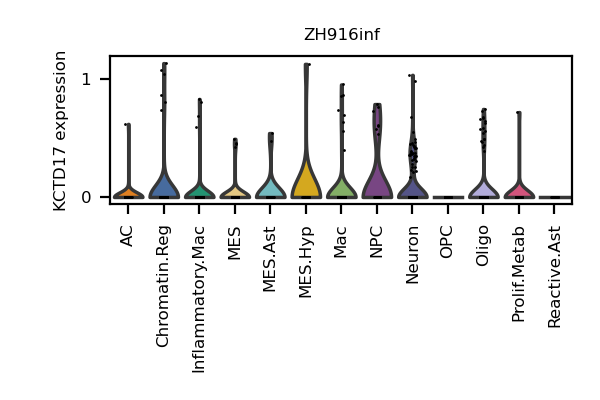 ZH916inf
KCTD17 expression
1
0
AC
Chromatin.Reg
Inflammatory.Mac
MES
MES.Ast
MES.Hyp
Mac
NPC
Neuron
OPC
Oligo
Prolif.Metab
Reactive.Ast